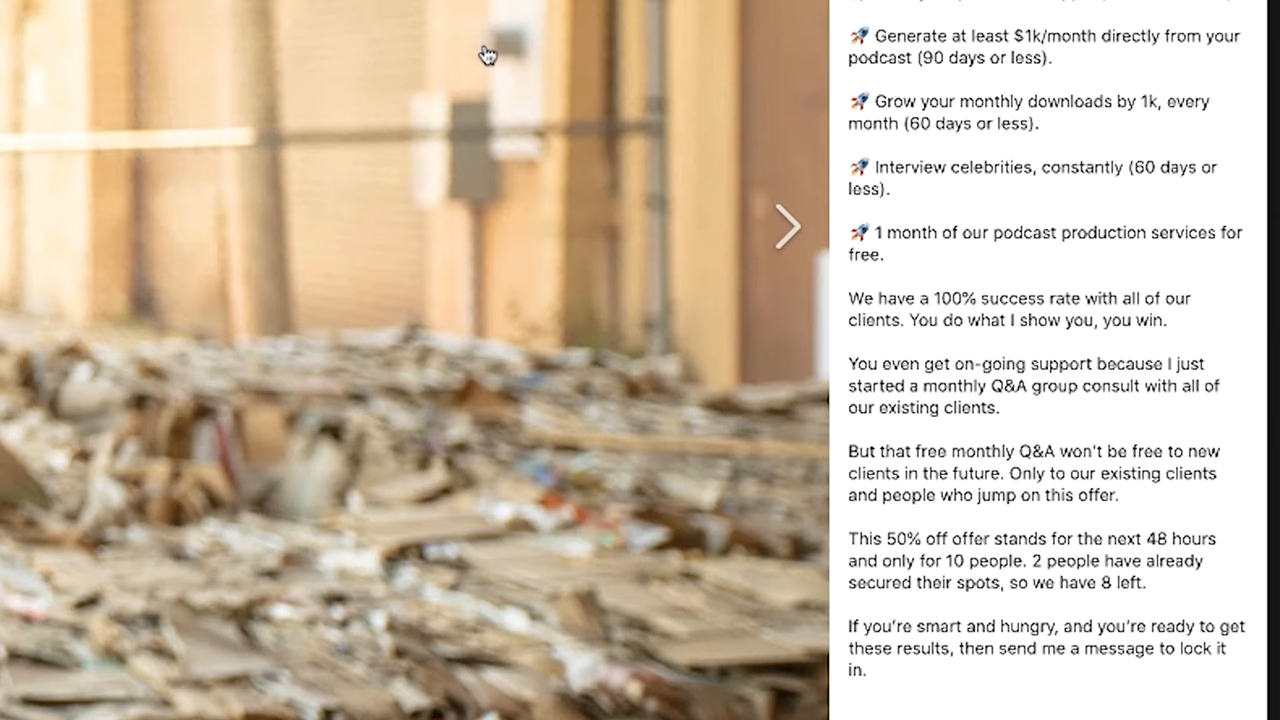 🚀 Generate at least $1k/month directly from your
podcast (90 days or less).
🚀 Grow your monthly downloads by 1k, every
month (60 days or less).
🚀 Interview celebrities, constantly (60 days or
less).
🚀 1 month of our podcast production services for
free.
We have a 100% success rate with all of our
clients. You do what I show you, you win.
You even get on-going support because I just
started a monthly Q&A group consult with all of
our existing clients.
But that free monthly Q&A won't be free to new
clients in the future. Only to our existing clients
and people who jump on this offer.
This 50% off offer stands for the next 48 hours
and only for 10 people. 2 people have already
secured their spots, so we have 8 left.
If you're smart and hungry, and you're ready to get
these results, then send me a message to lock it
in.